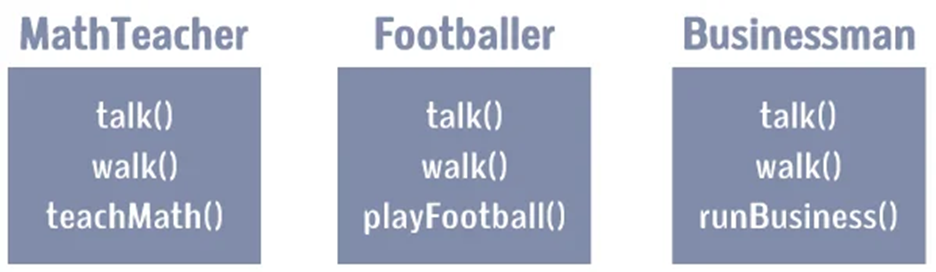 MathTeacher
talk()
walk()
teachMath()
Footballer
talk()
walk()
playFootball()
Businessman
talk()
walk()
runBusiness()